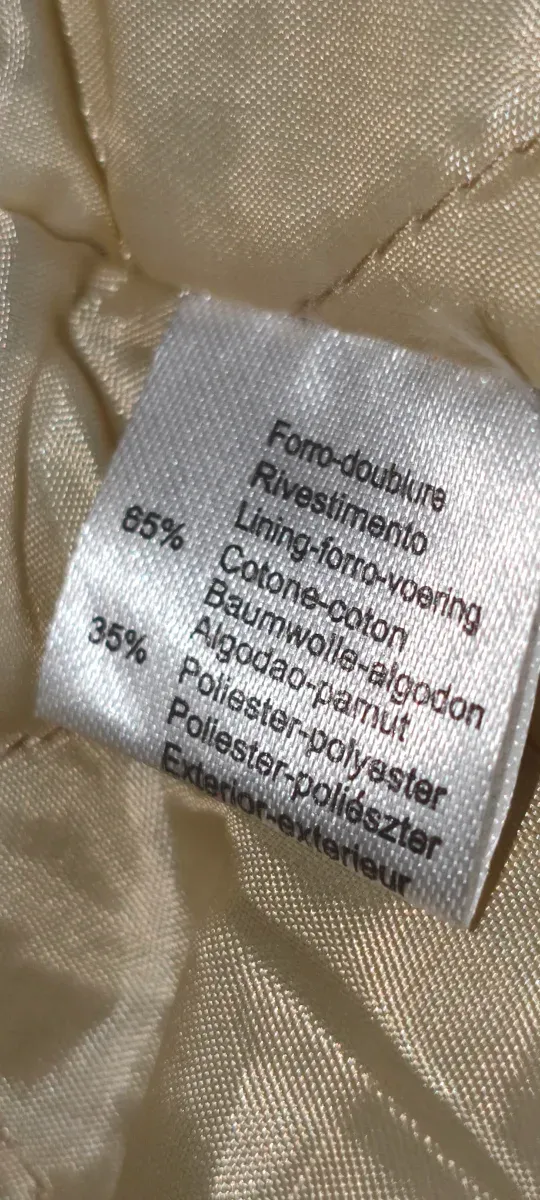 Forro-doublure
Rivestimento
Lining-forro-voering
65% Cotone-coton
Baumwolle-algodon
Algodao-pamut
35% Poliester-polyester
Poliester-poliészter
Exterior-exterieur